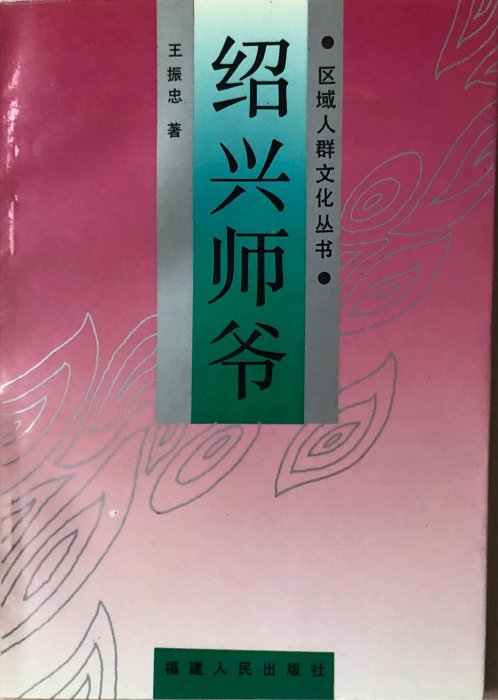 ●区域人群文化丛书●
绍兴师爷
王振忠 著
福建人民出版社